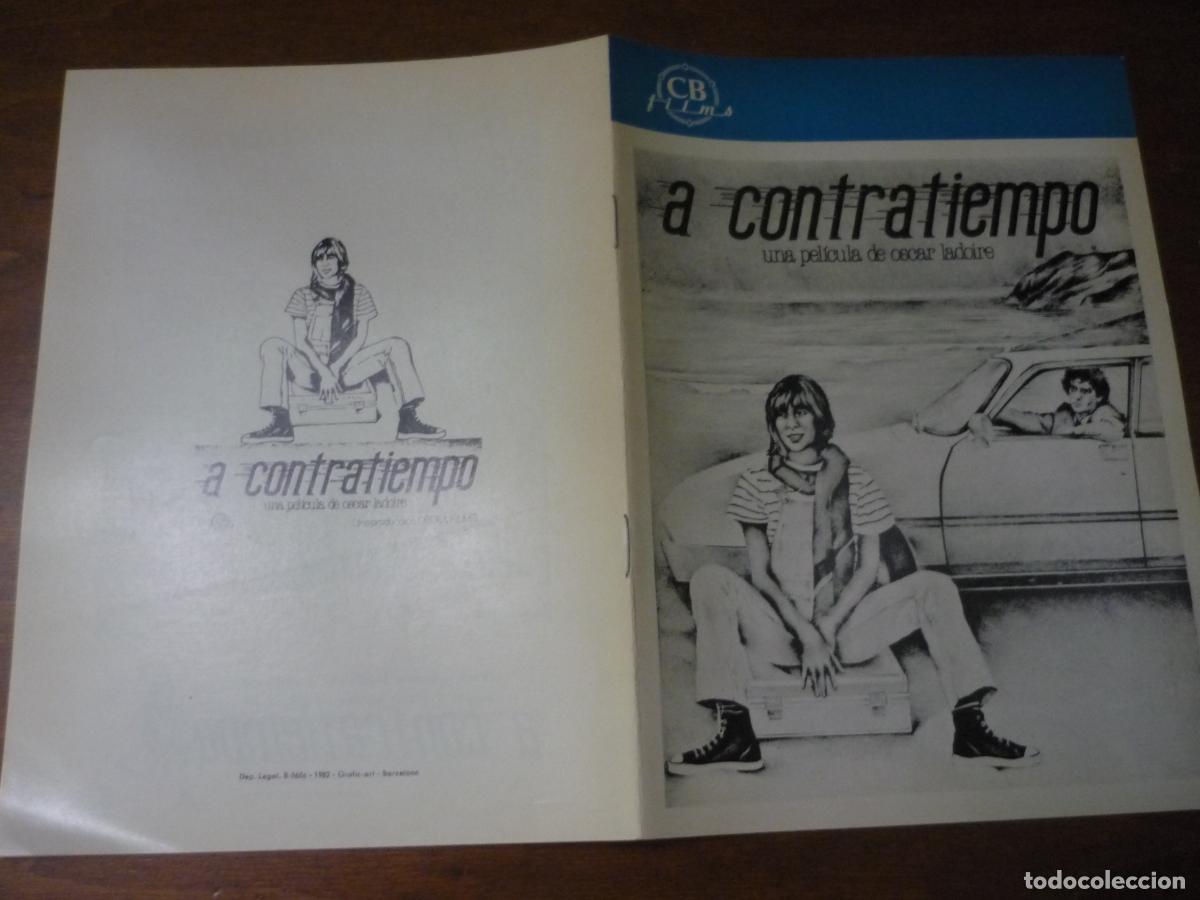 a contratiempo
una película de oscar ladoire
Dep. Legal. - 1982 - Grafic-art - Barcelona
CB
films
a contratiempo
una película de oscar ladoire
todocoleccion